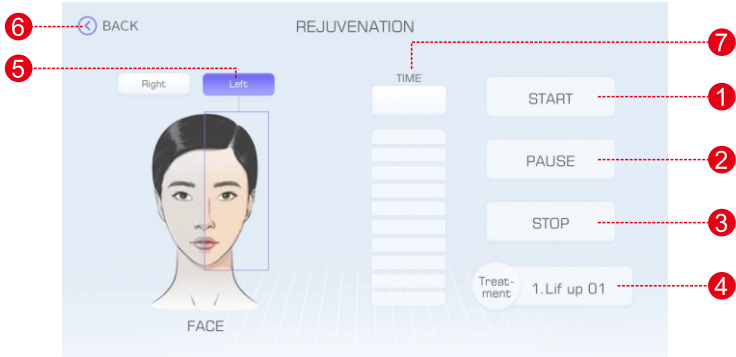 6
BACK
REJUVENATION
7
5
Right
Left
TIME
START
1
PAUSE
2
STOP
3
Treat-
ment
1.Lif up 01
4
FACE